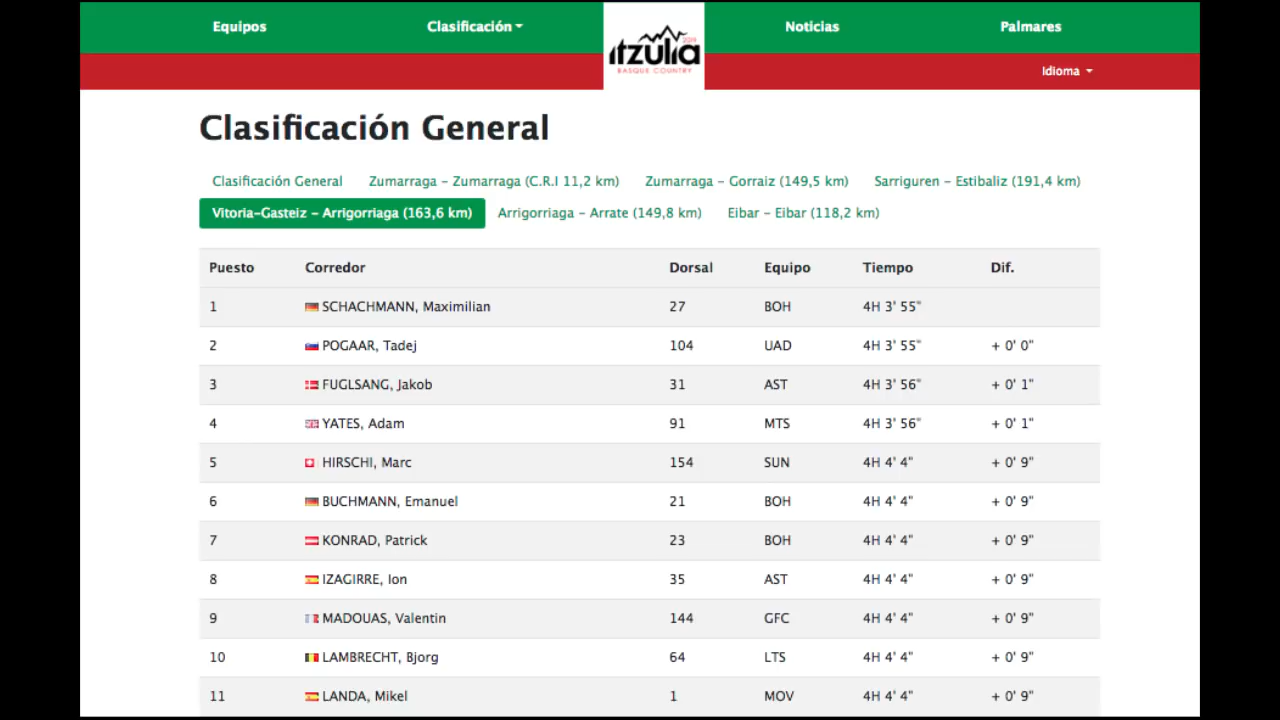 Equipos Clasificación Noticias Palmares
2019
itzulia
BASQUE COUNTRY
Idioma
Clasificación General
Clasificación General Zumarraga - Zumarraga (C.R.I 11,2 km) Zumarraga - Gorraiz (149,5 km) Sarriguren - Estibaliz (191,4 km)
Vitoria-Gasteiz - Arrigorriaga (163,6 km) Arrigorriaga - Arrate (149,8 km) Eibar - Eibar (118,2 km)
Puesto Corredor Dorsal Equipo Tiempo Dif.
1 SCHACHMANN, Maximilian 27 BOH 4H 3' 55"
2 POGAAR, Tadej 104 UAD 4H 3' 55" + 0' 0"
3 FUGLSANG, Jakob 31 AST 4H 3' 56" + 0' 1"
4 YATES, Adam 91 MTS 4H 3' 56" + 0' 1"
5 HIRSCHI, Marc 154 SUN 4H 4' 4" + 0' 9"
6 BUCHMANN, Emanuel 21 BOH 4H 4' 4" + 0' 9"
7 KONRAD, Patrick 23 BOH 4H 4' 4" + 0' 9"
8 IZAGIRRE, Ion 35 AST 4H 4' 4" + 0' 9"
9 MADOUAS, Valentin 144 GFC 4H 4' 4" + 0' 9"
10 LAMBRECHT, Bjorg 64 LTS 4H 4' 4" + 0' 9"
11 LANDA, Mikel 1 MOV 4H 4' 4" + 0' 9"